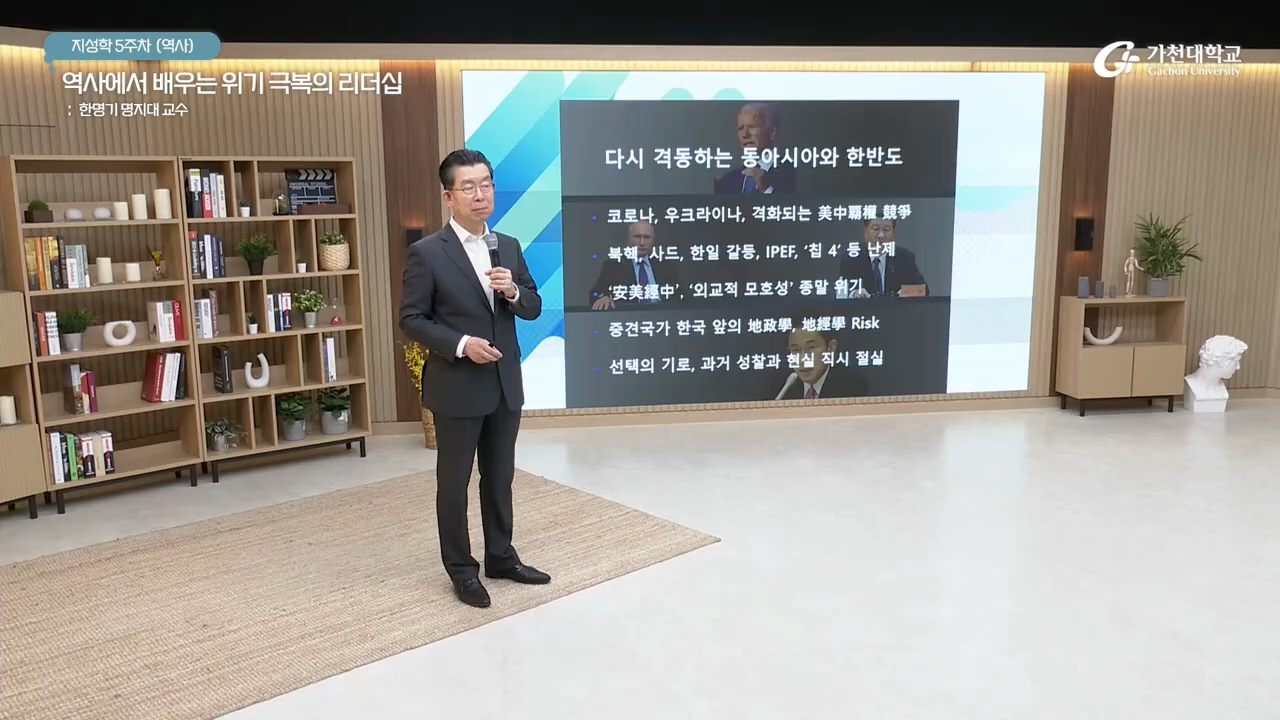 지성학 5주차 (역사)
역사에서 배우는 위기 극복의 리더십
: 한명기 명지대 교수
가천대학교
Gachon University
다시 격동하는 동아시아와 한반도
코로나, 우크라이나, 격화되는 美中覇權 競爭
북핵, 사드, 한일 갈등, IPEF, ‘칩 4’ 등 난제
‘安美經中’, ‘외교적 모호성’ 종말 위기
중견국가 한국 앞의 地政學, 地經學 Risk
선택의 기로, 과거 성찰과 현실 직시 절실